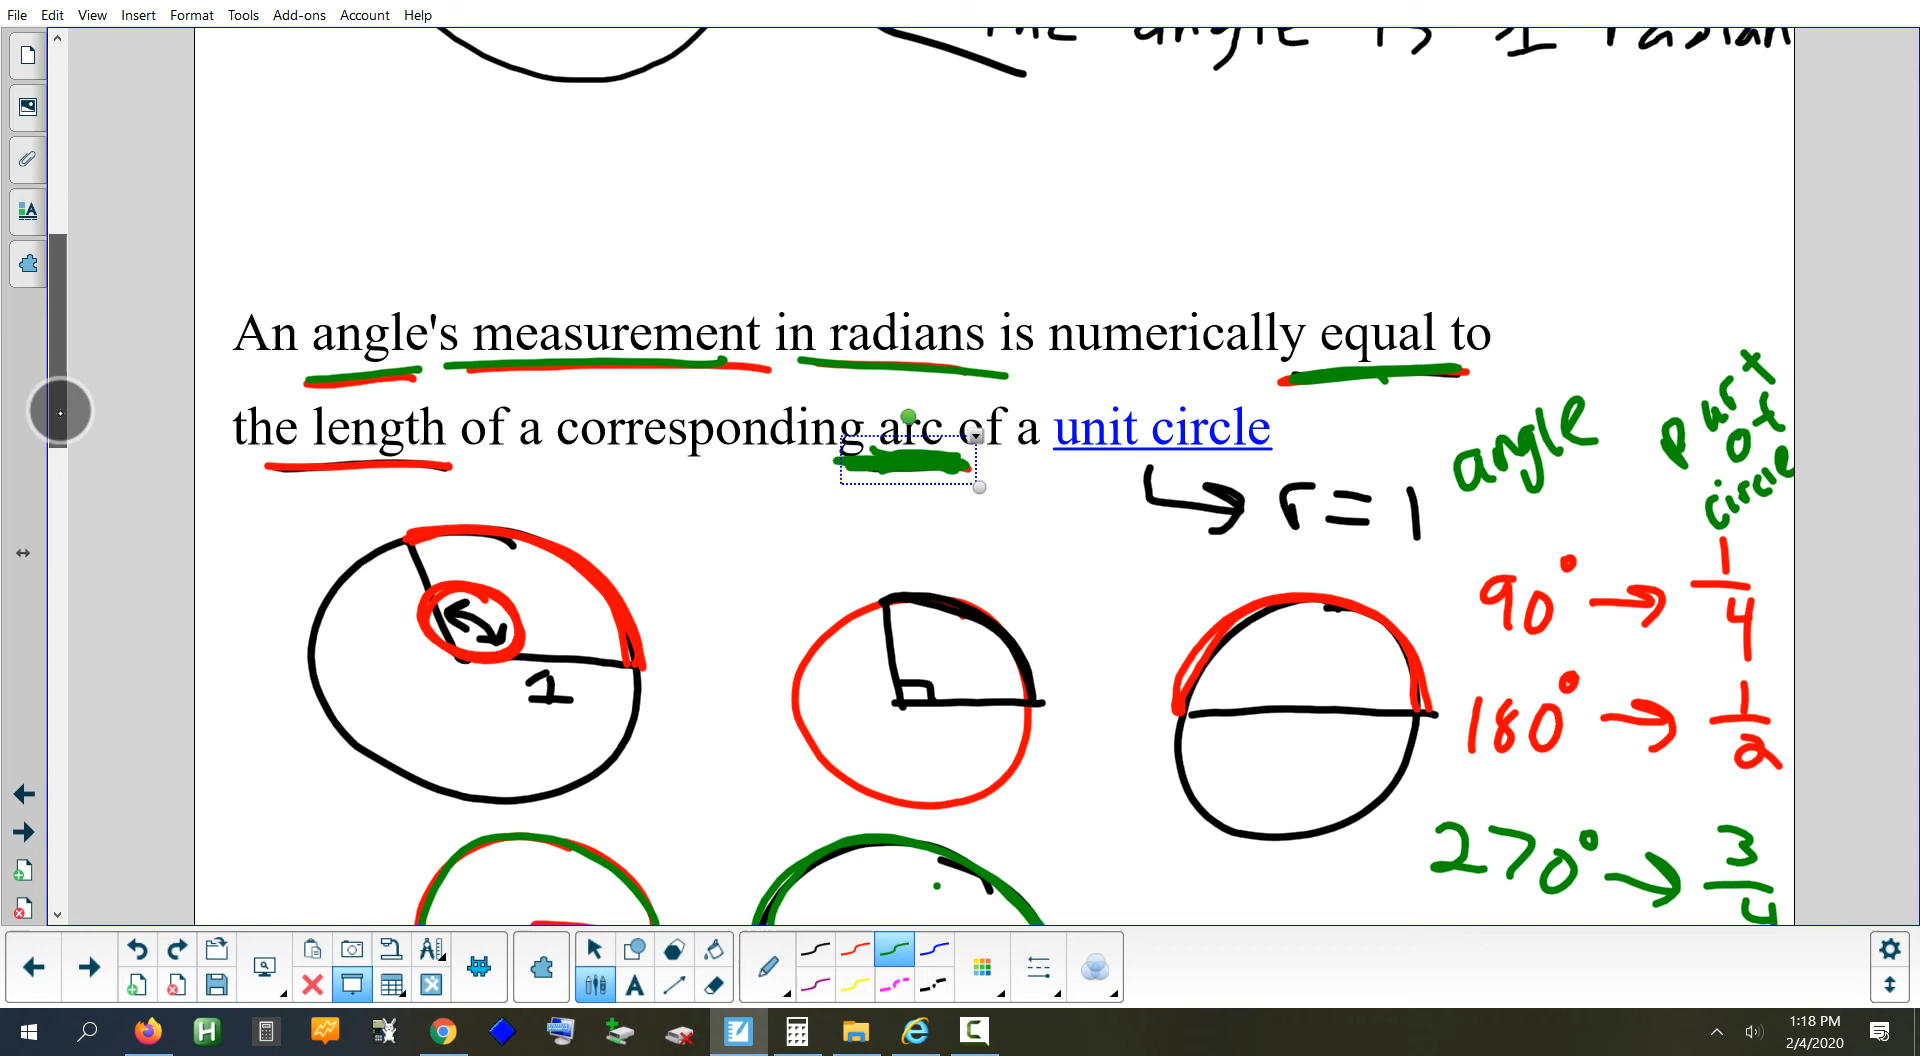 File Edit View Insert Format Tools Add-ons Account Help
the angle is 1 radian
An angle's measurement in radians is numerically equal to
the length of a corresponding arc of a unit circle
r = 1
angle
part
of
circle
90° → 1/4
180° → 1/2
270° → 3/4
1
1:18 PM
2/4/2020